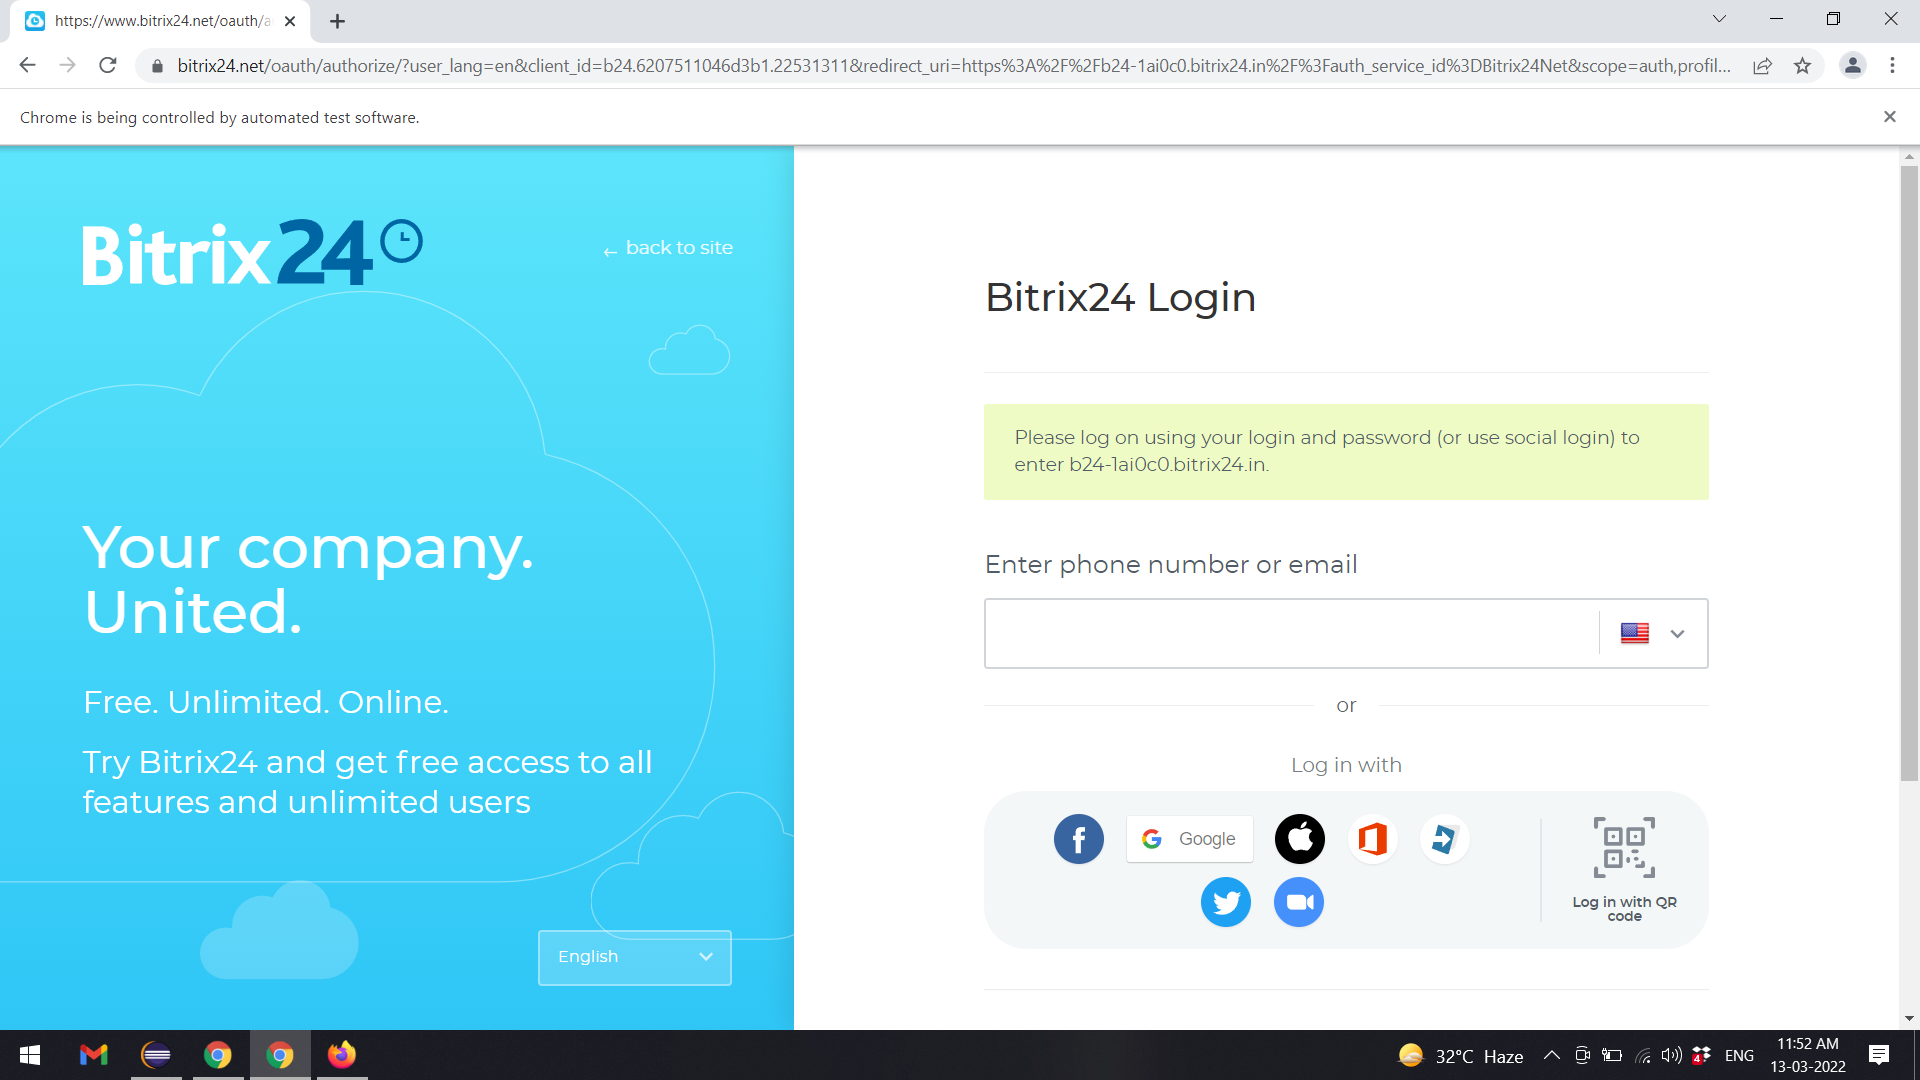 https://www.bitrix24.net/oauth/a
bitrix24.net/oauth/authorize/?user_lang=en&client_id=b24.6207511046d3b1.22531311&redirect_uri=https%3A%2F%2Fb24-1ai0c0.bitrix24.in%2F%3Fauth_service_id%3DBitrix24Net&scope=auth,profil...
Chrome is being controlled by automated test software.
Bitrix24
← back to site
Your company.
United.
Free. Unlimited. Online.
Try Bitrix24 and get free access to all
features and unlimited users
English
Bitrix24 Login
Please log on using your login and password (or use social login) to
enter b24-1ai0c0.bitrix24.in.
Enter phone number or email
or
Log in with
f
Google
Log in with QR
code
32°C Haze
4
ENG
11:52 AM
13-03-2022